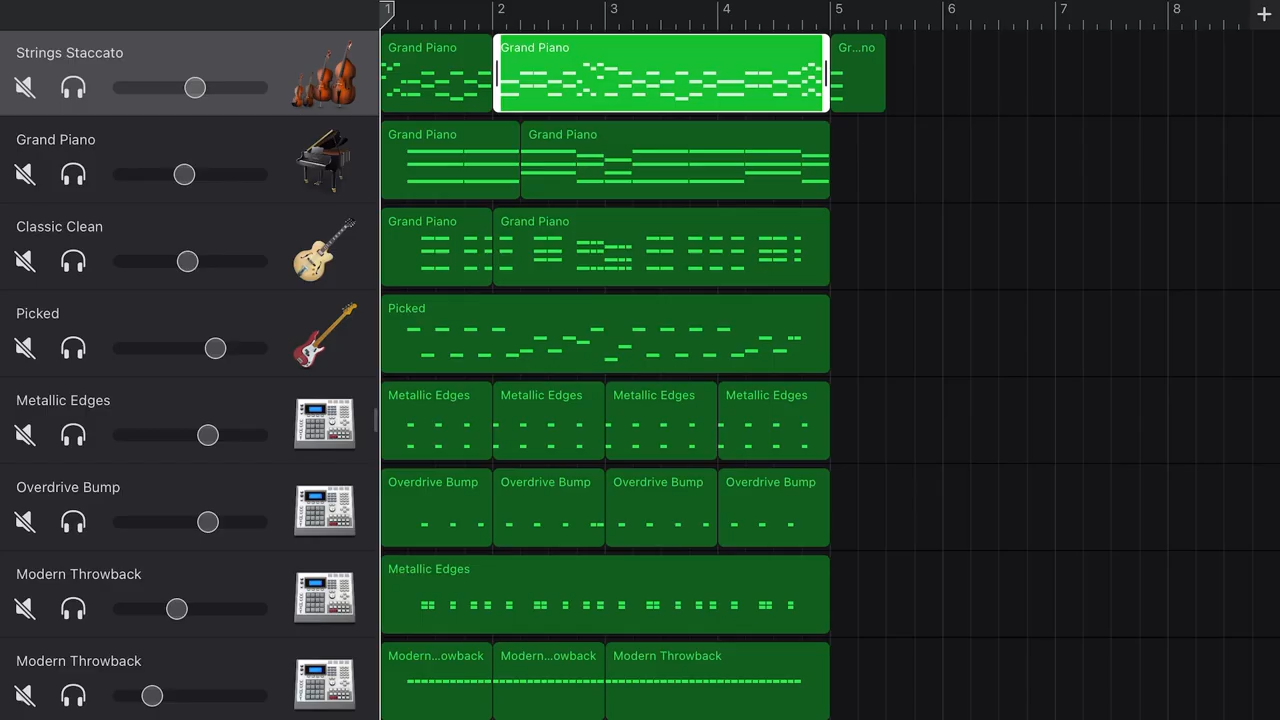 1 2 3 4 5 6 7 8
Strings Staccato
Grand Piano Grand Piano Gr...no
Grand Piano
Grand Piano Grand Piano
Classic Clean
Grand Piano Grand Piano
Picked
Picked
Metallic Edges
Metallic Edges Metallic Edges Metallic Edges Metallic Edges
Overdrive Bump
Overdrive Bump Overdrive Bump Overdrive Bump Overdrive Bump
Modern Throwback
Metallic Edges
Modern Throwback
Modern...owback Modern...owback Modern Throwback